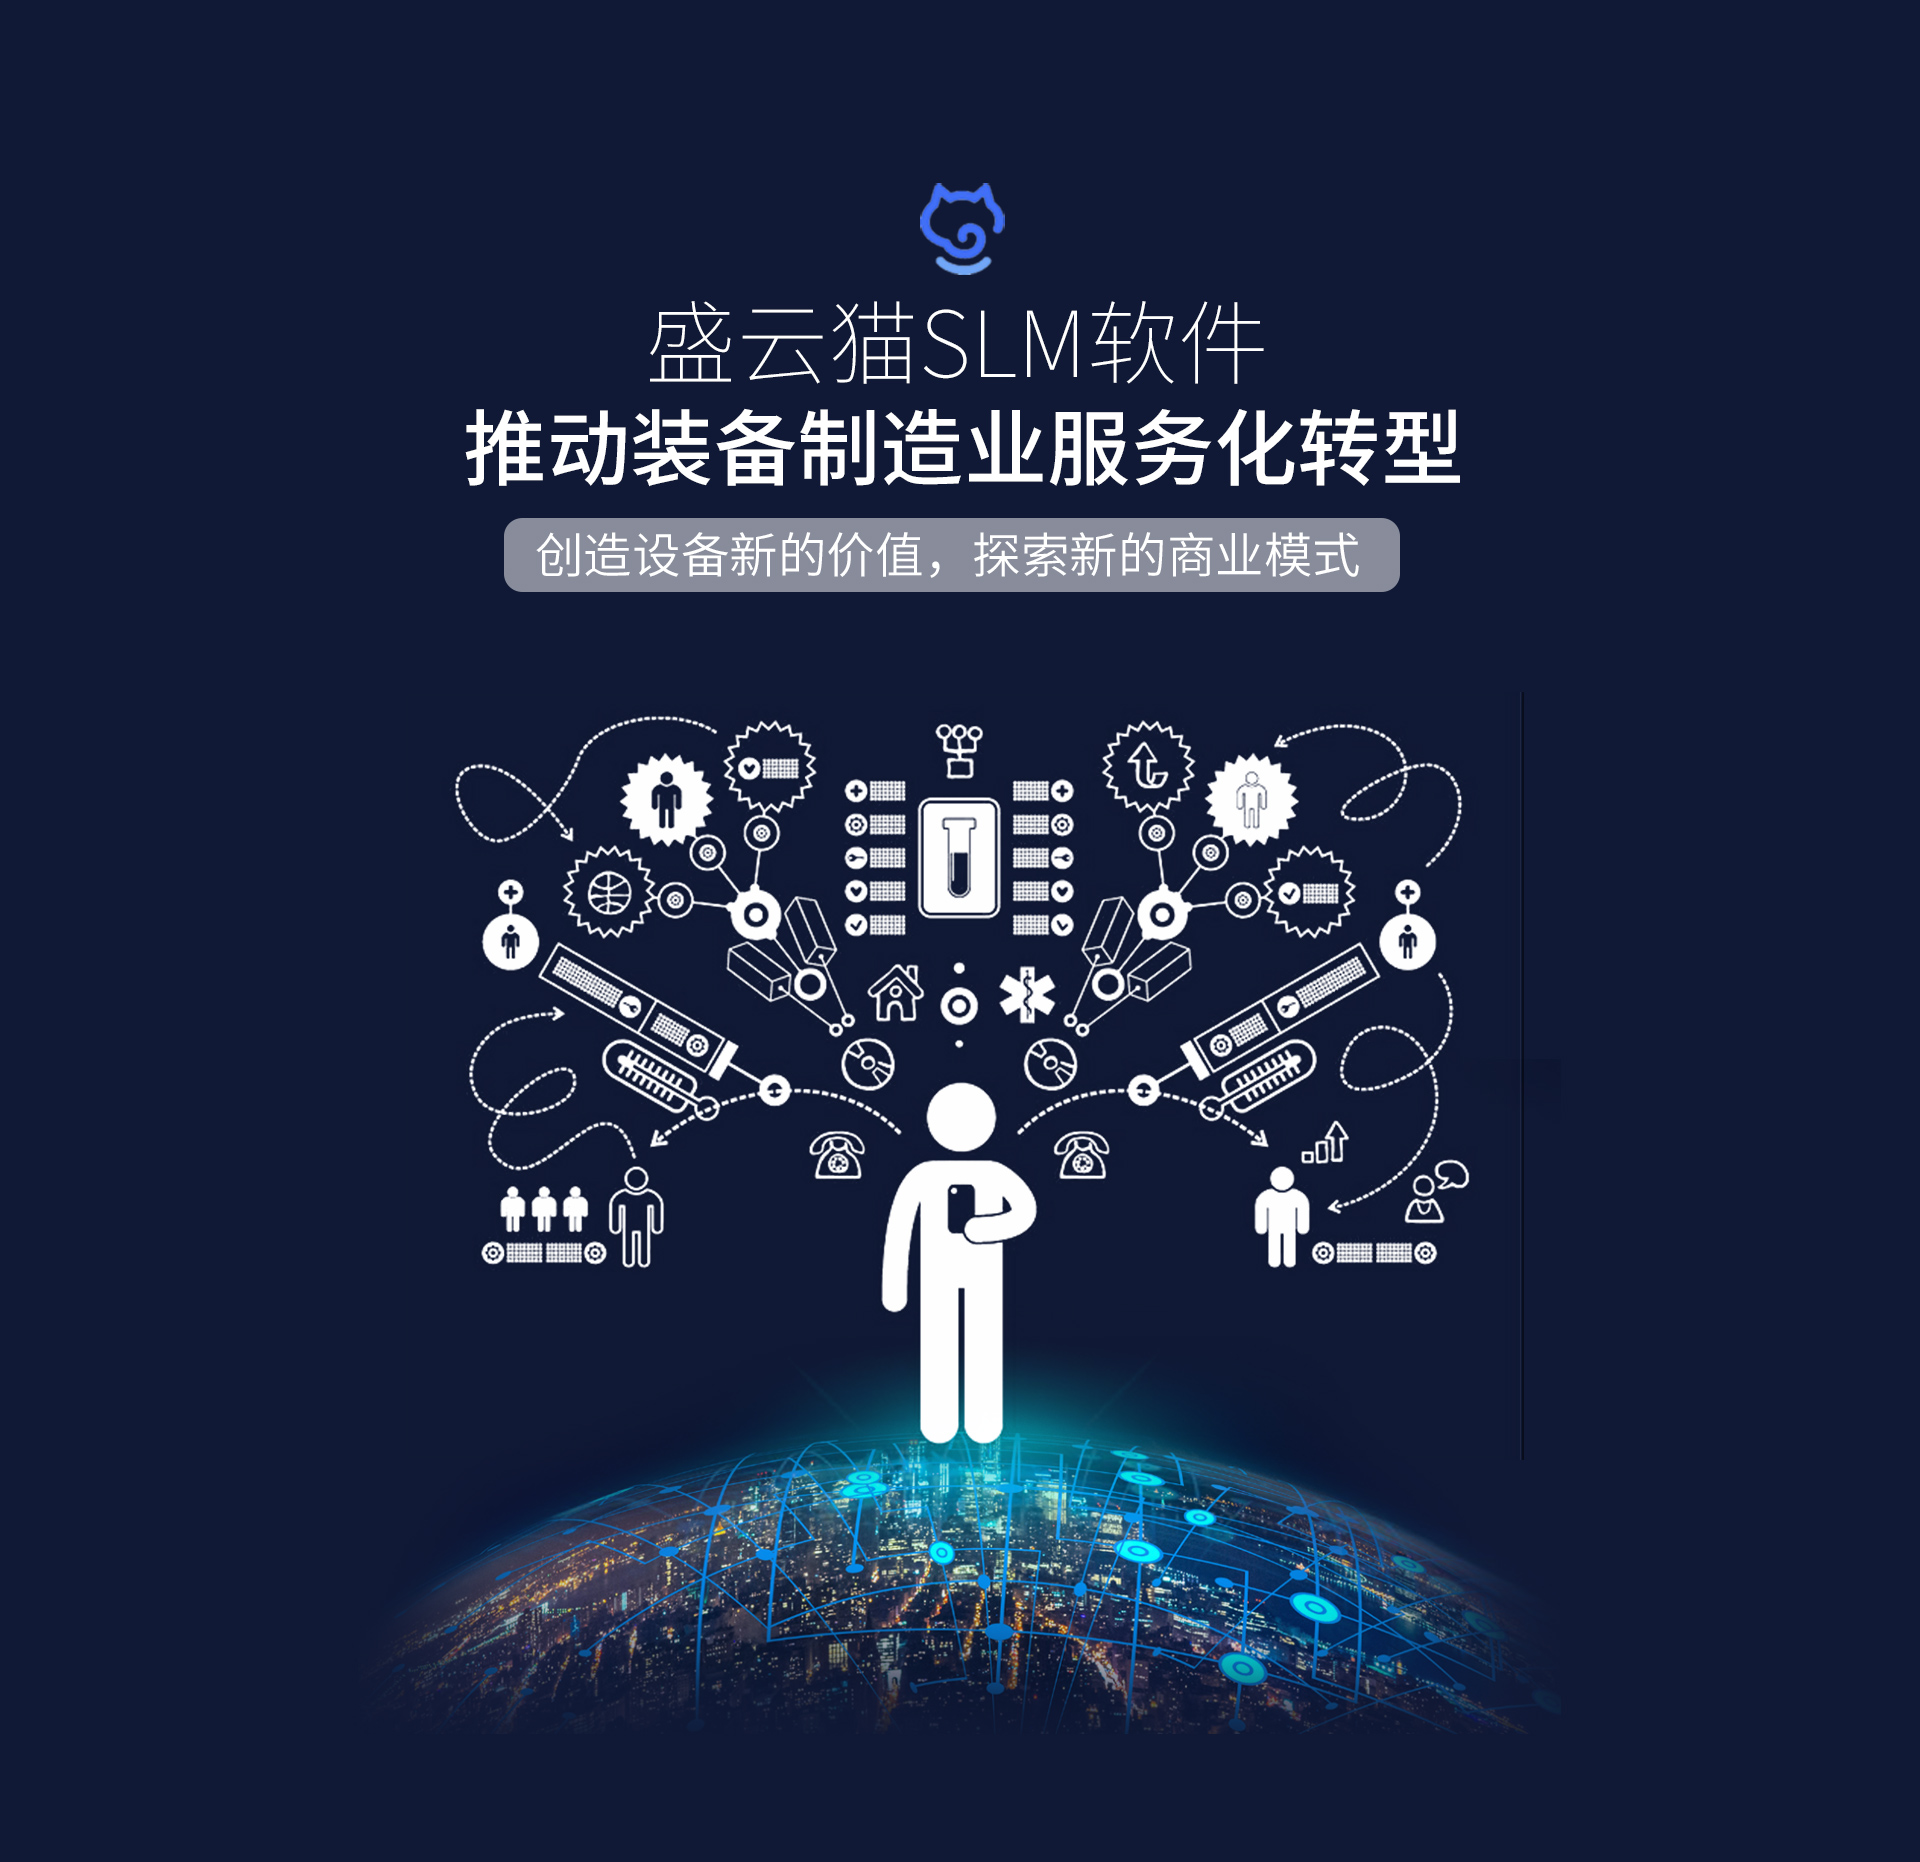 盛云猫SLM软件
推动装备制造业服务化转型
创造设备新的价值，探索新的商业模式